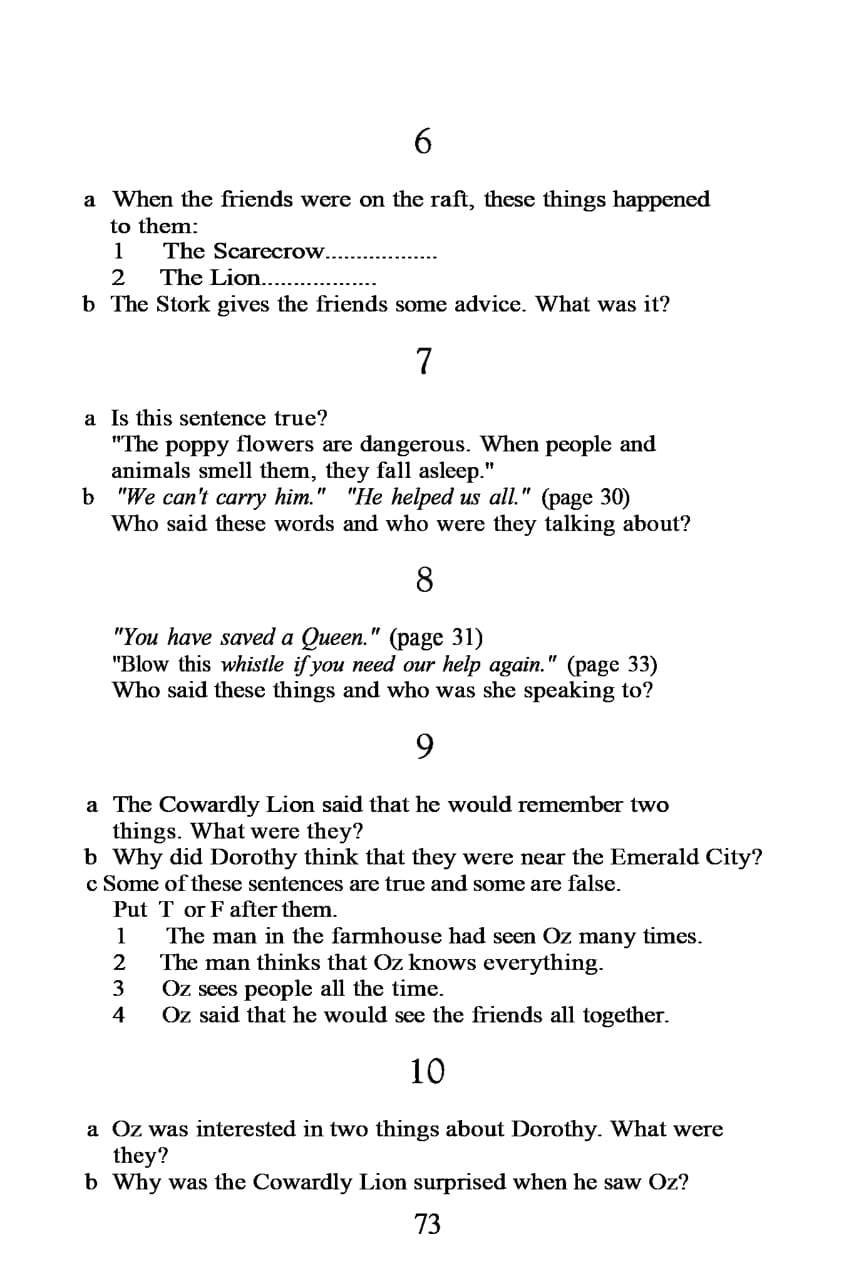 6
a When the friends were on the raft, these things happened
to them:
1 The Scarecrow..................
2 The Lion..................
b The Stork gives the friends some advice. What was it?
7
a Is this sentence true?
"The poppy flowers are dangerous. When people and
animals smell them, they fall asleep."
b "We can't carry him." "He helped us all." (page 30)
Who said these words and who were they talking about?
8
"You have saved a Queen." (page 31)
"Blow this whistle if you need our help again." (page 33)
Who said these things and who was she speaking to?
9
a The Cowardly Lion said that he would remember two
things. What were they?
b Why did Dorothy think that they were near the Emerald City?
c Some of these sentences are true and some are false.
Put T or F after them.
1 The man in the farmhouse had seen Oz many times.
2 The man thinks that Oz knows everything.
3 Oz sees people all the time.
4 Oz said that he would see the friends all together.
10
a Oz was interested in two things about Dorothy. What were
they?
b Why was the Cowardly Lion surprised when he saw Oz?
73